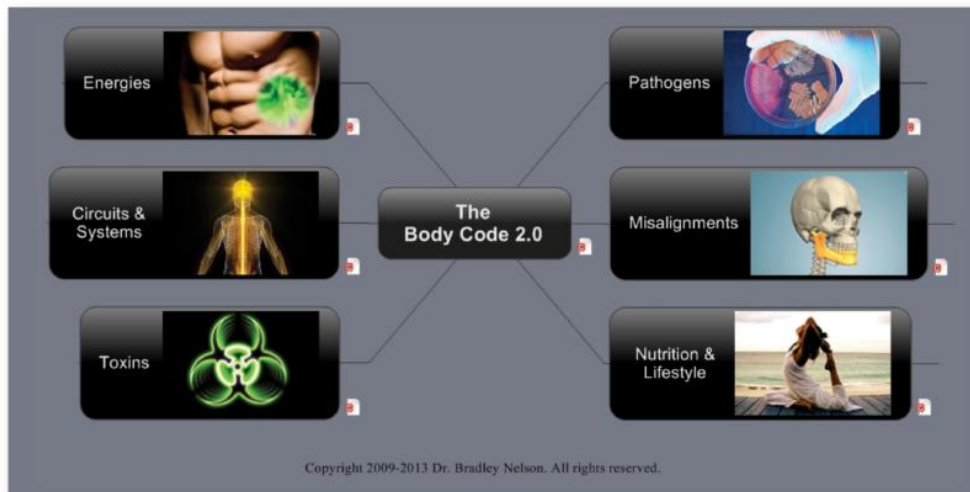 Energies
Circuits &
Systems
Toxins
The
Body Code 2.0
Pathogens
Misalignments
Nutrition &
Lifestyle
Copyright 2009-2013 Dr. Bradley Nelson. All rights reserved.